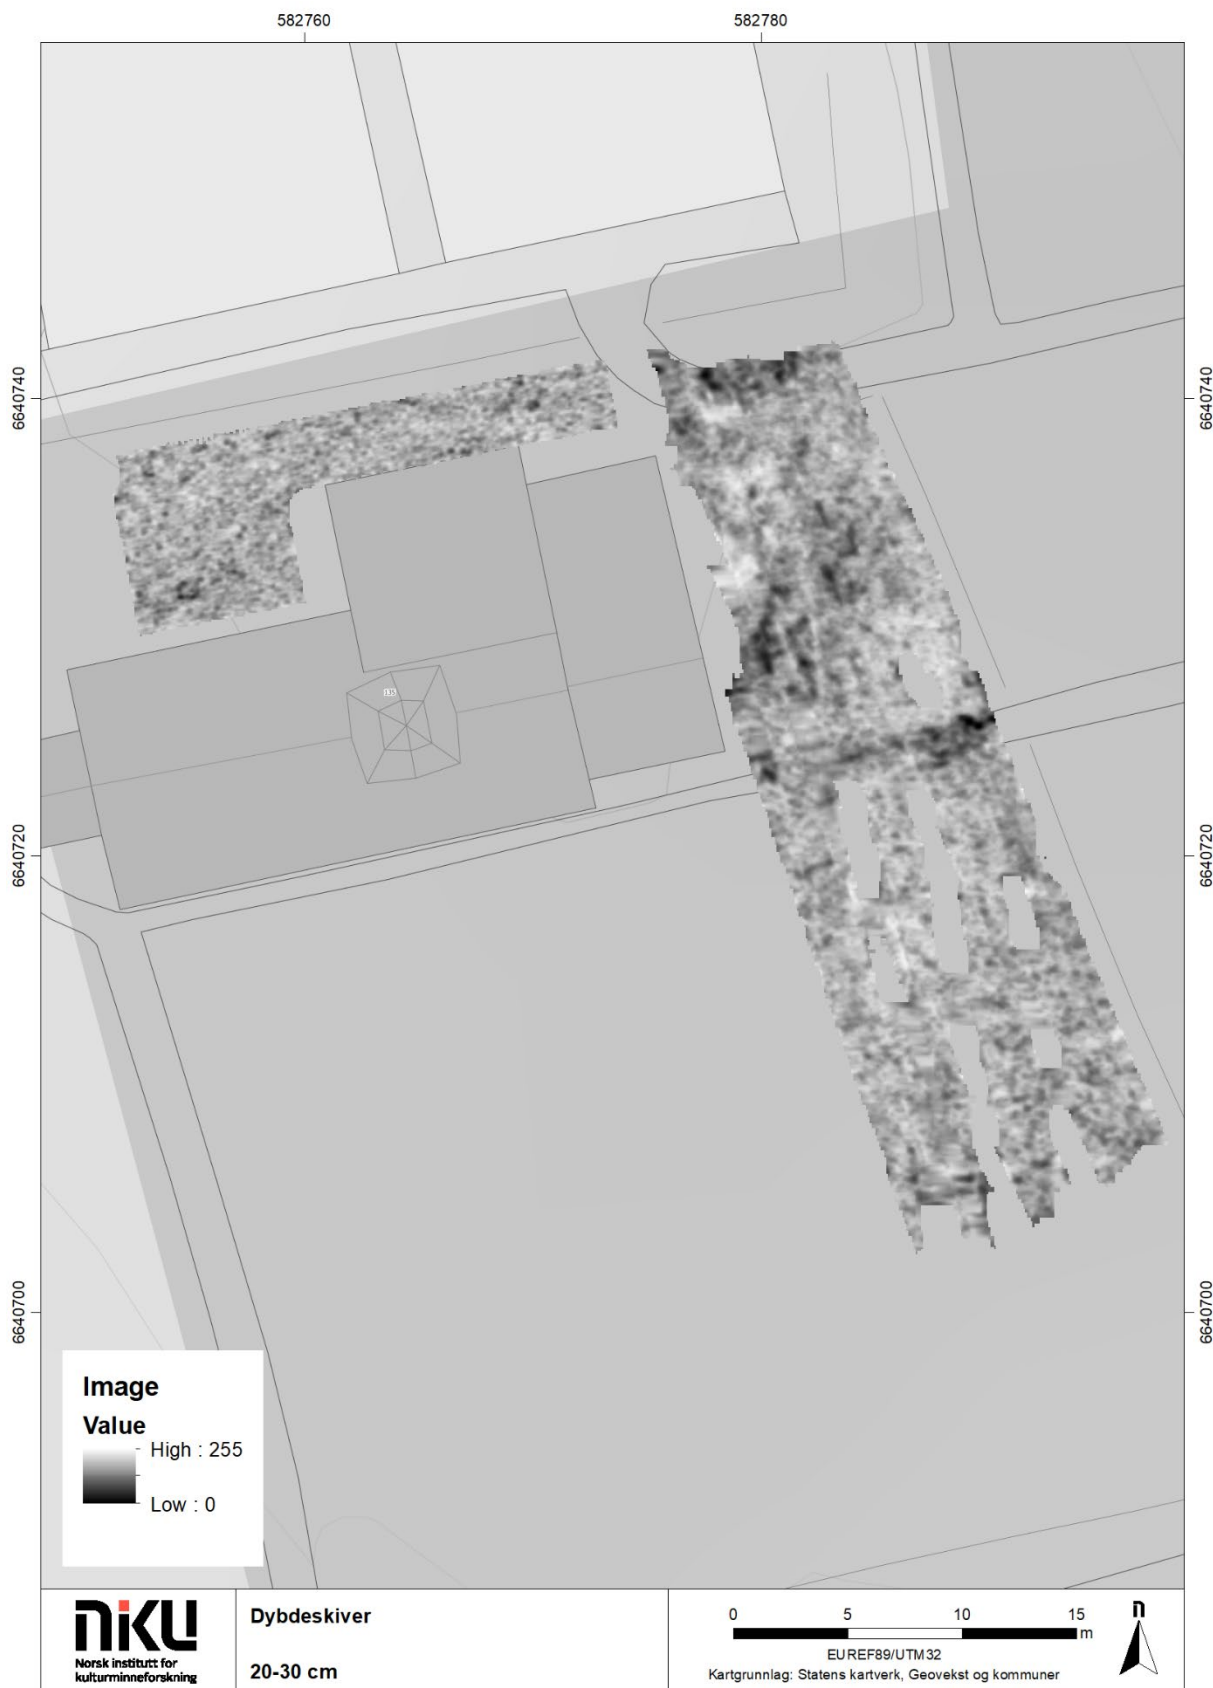 582760
582780
6640740
6640740
135
6640720
6640720
6640700
6640700
Image
Value
High : 255
Low : 0
NIKU
Norsk institutt for
kulturminneforskning
Dybdeskiver
20-30 cm
0
5
10
15
m
EUREF89/UTM32
Kartgrunnlag: Statens kartverk, Geovekst og kommuner
n